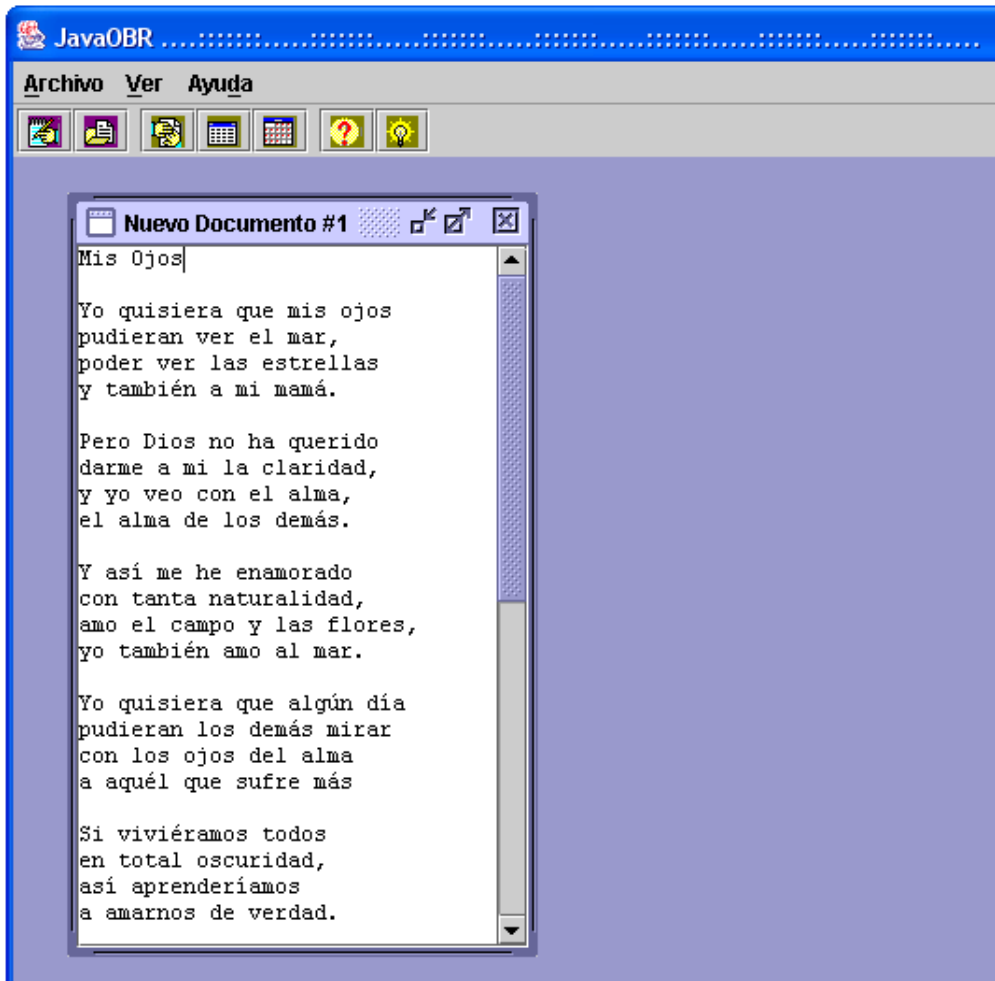 JavaOBR ....:::::::.....:::::::.....:::::::.....:::::::.....:::::::.....:::::::.....:::::::.....
Archivo Ver Ayuda
Nuevo Documento #1
Mis Ojos
Yo quisiera que mis ojos
pudieran ver el mar,
poder ver las estrellas
y también a mi mamá.
Pero Dios no ha querido
darme a mi la claridad,
y yo veo con el alma,
el alma de los demás.
Y así me he enamorado
con tanta naturalidad,
amo el campo y las flores,
yo también amo al mar.
Yo quisiera que algún día
pudieran los demás mirar
con los ojos del alma
a aquél que sufre más
Si viviéramos todos
en total oscuridad,
así aprenderíamos
a amarnos de verdad.